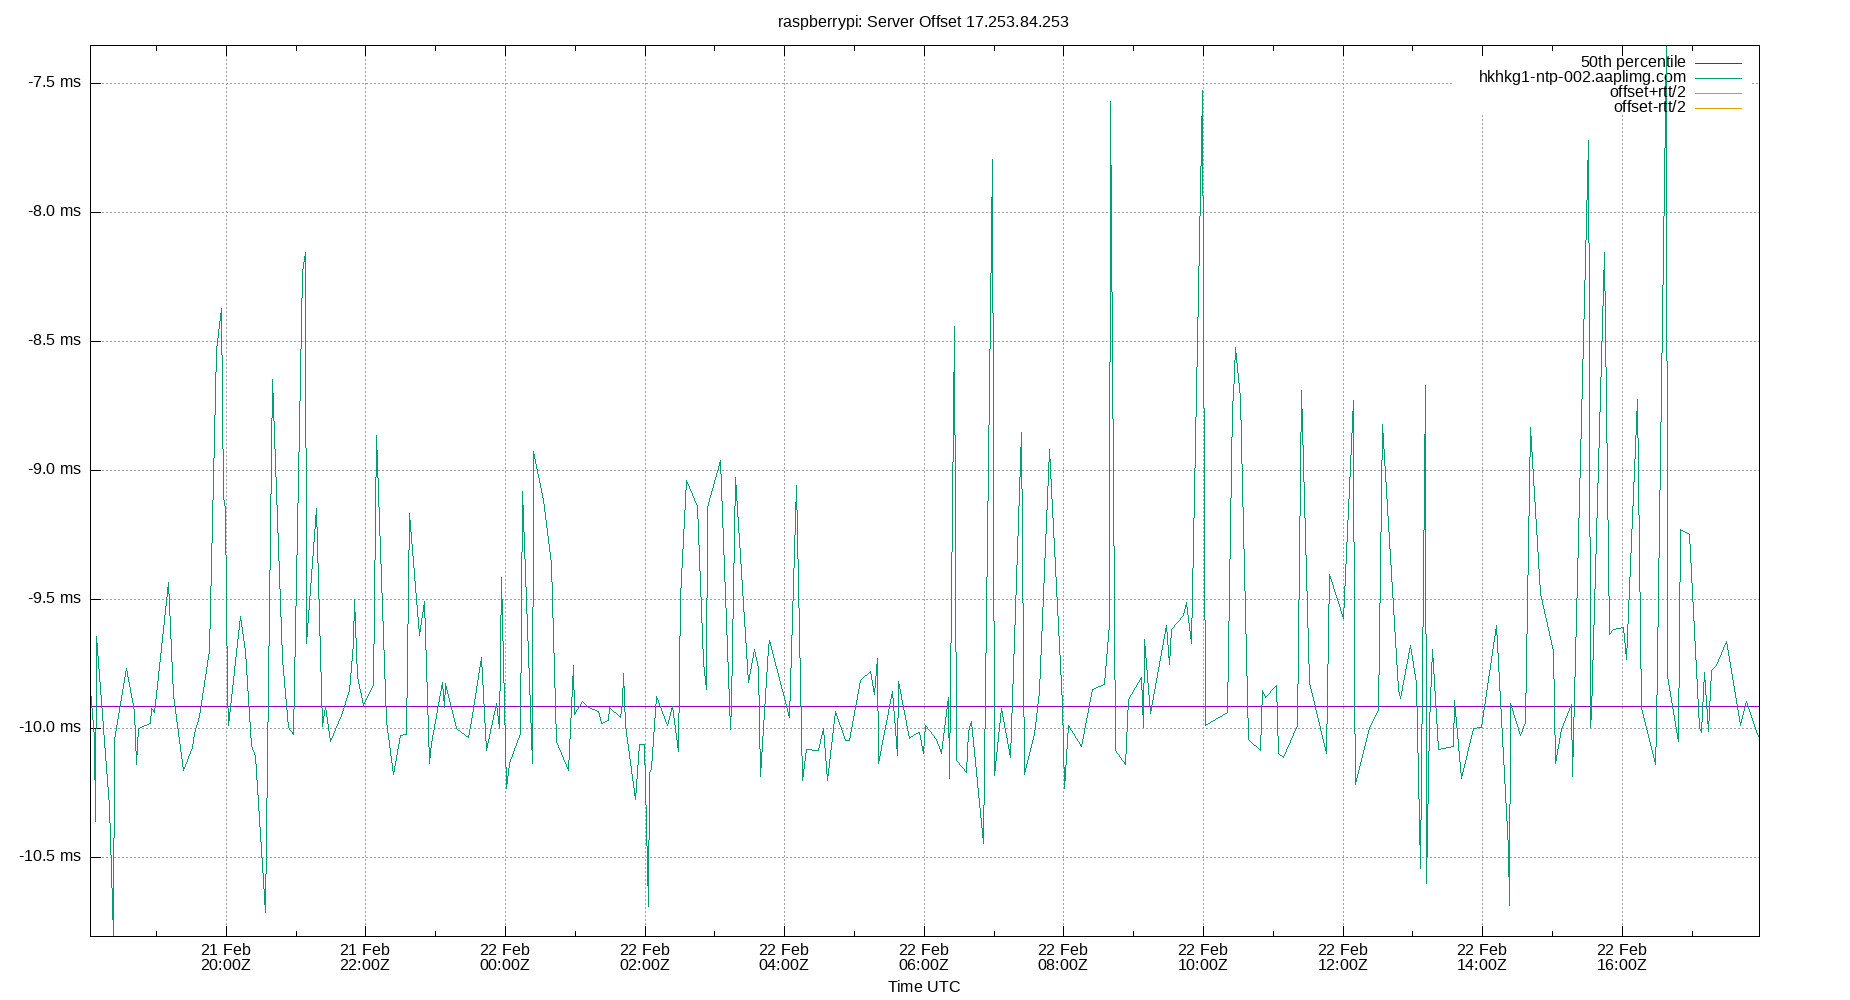 raspberrypi: Server Offset 17.253.84.253
50th percentile
hkhkg1-ntp-002.aaplimg.com
offset+rtt/2
offset-rtt/2
-7.5 ms
-8.0 ms
-8.5 ms
-9.0 ms
-9.5 ms
-10.0 ms
-10.5 ms
21 Feb 21 Feb 22 Feb 22 Feb 22 Feb 22 Feb 22 Feb 22 Feb 22 Feb 22 Feb 22 Feb
20:00Z 22:00Z 00:00Z 02:00Z 04:00Z 06:00Z 08:00Z 10:00Z 12:00Z 14:00Z 16:00Z
Time UTC